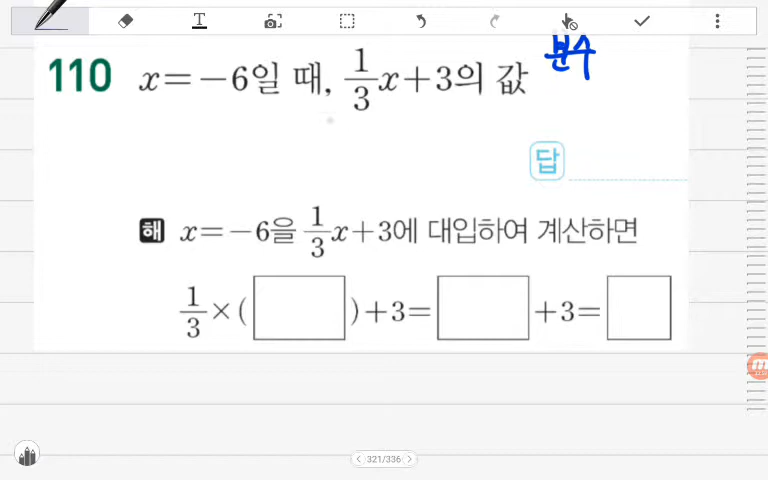 T
110 x=-6일 때, 1/3x+3의 값 분수
답
해 x=-6을 1/3x+3에 대입하여 계산하면
1/3×( )+3= +3=
321/336